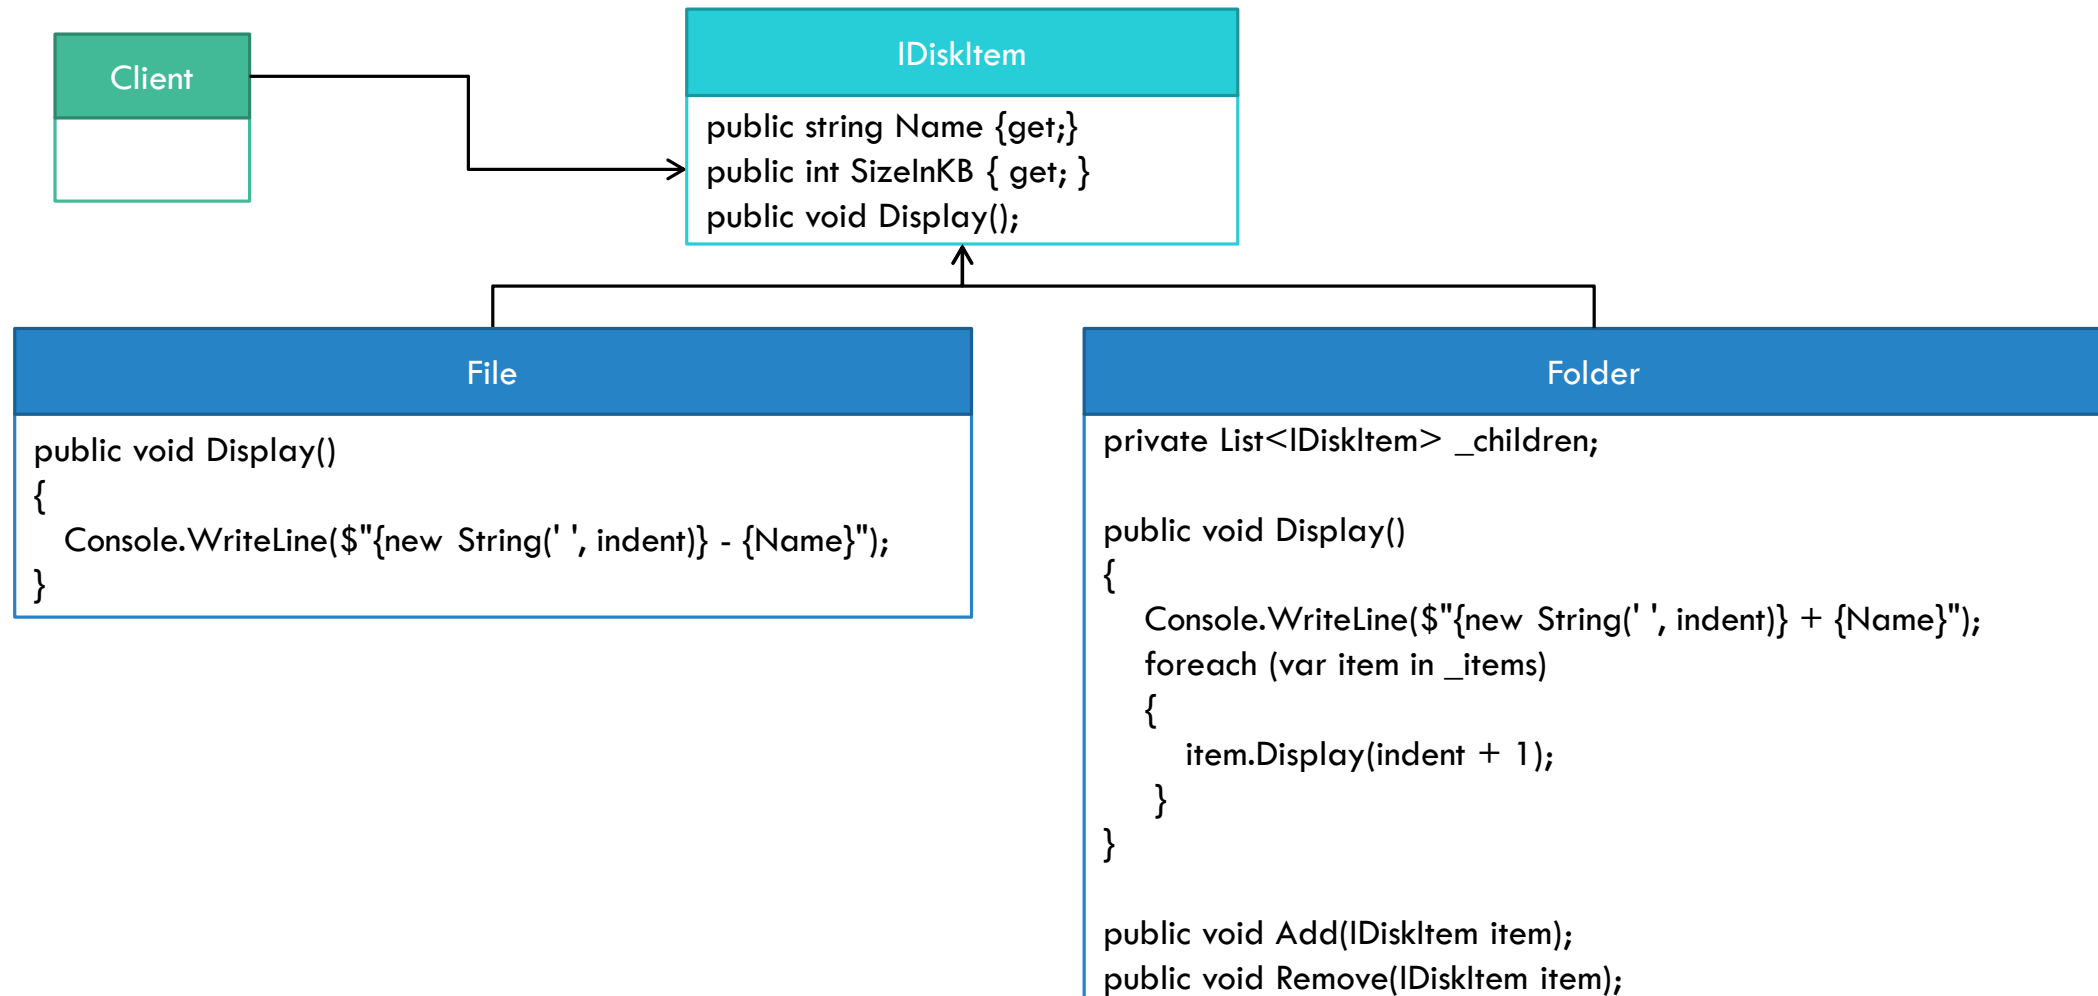 Client
IDiskItem
public string Name {get;}
public int SizeInKB { get; }
public void Display();
File
public void Display()
{
Console.WriteLine($"{new String(' ', indent)} - {Name}");
}
Folder
private List<IDiskItem> _children;
public void Display()
{
Console.WriteLine($"{new String(' ', indent)} + {Name}");
foreach (var item in _items)
{
item.Display(indent + 1);
}
}
public void Add(IDiskItem item);
public void Remove(IDiskItem item);